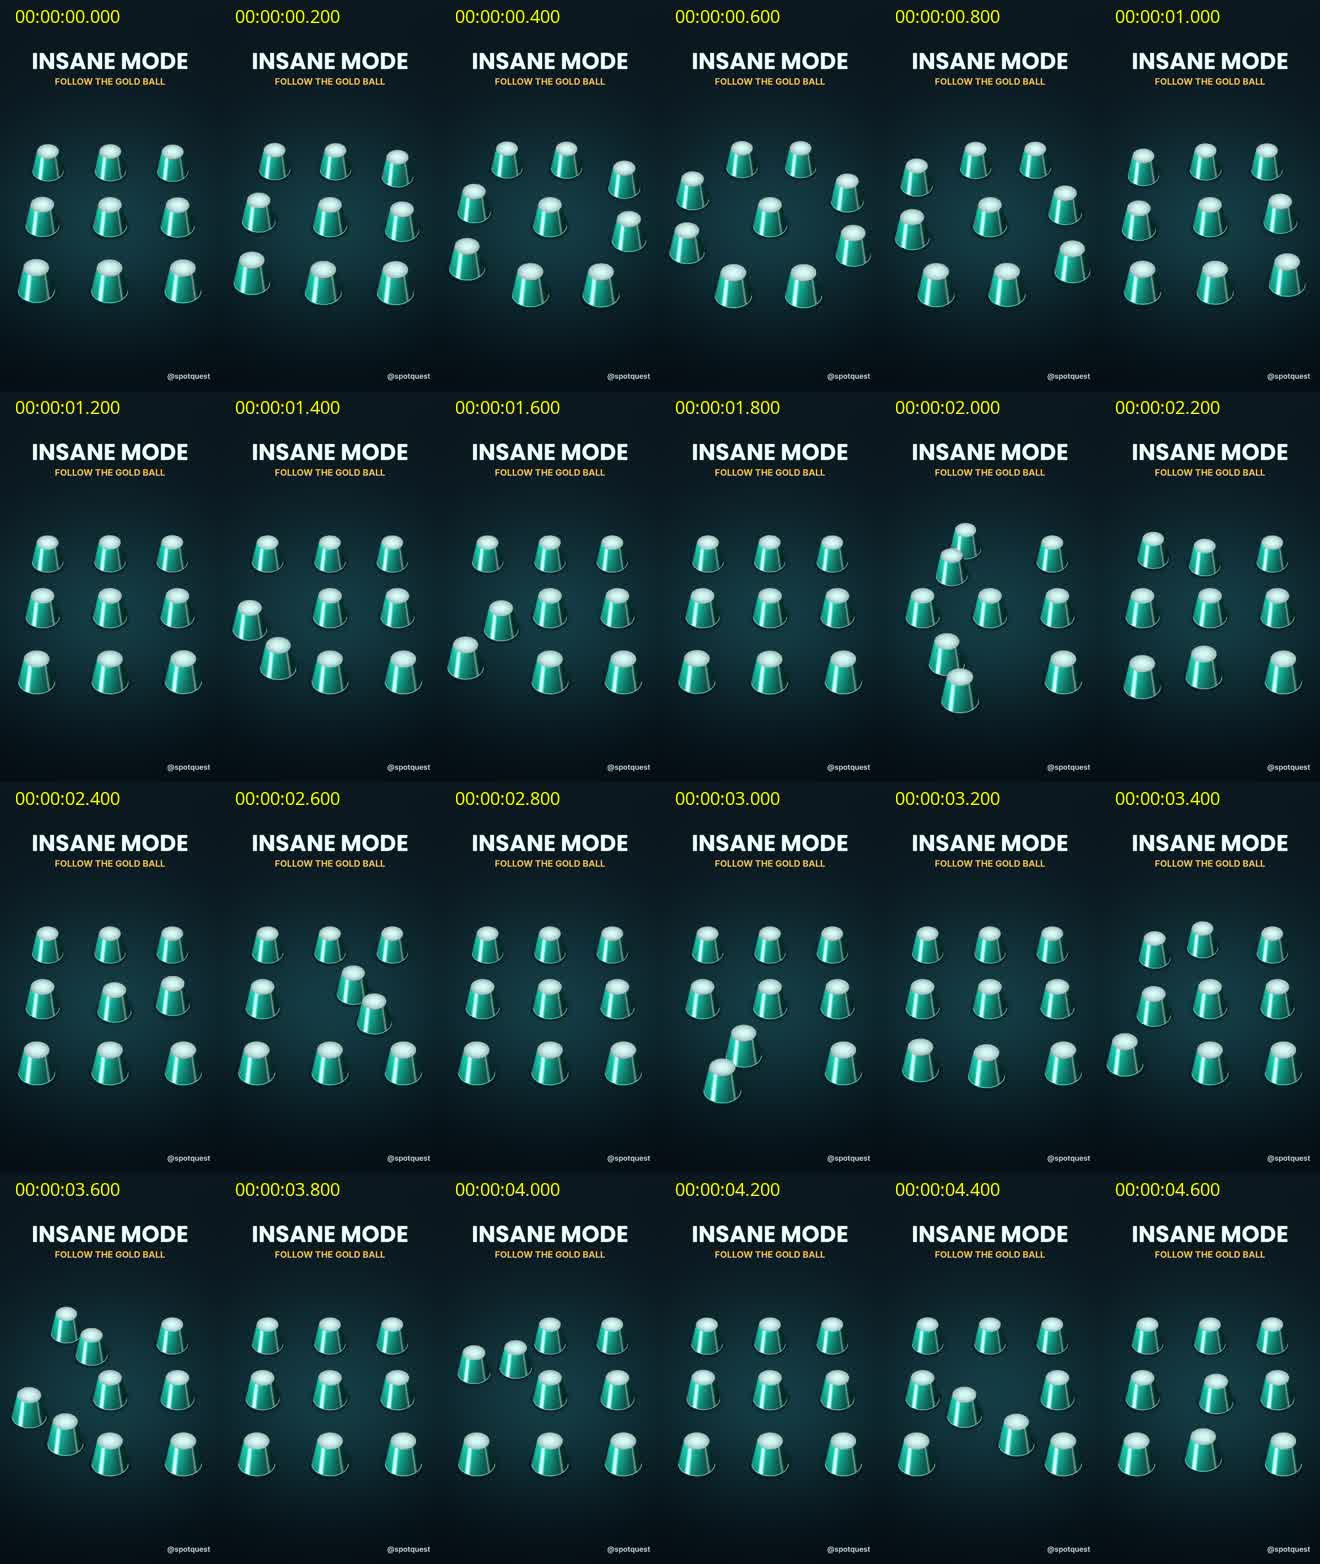 00:00:00.000
INSANE MODE
FOLLOW THE GOLD BALL
@spotquest
00:00:00.200
INSANE MODE
FOLLOW THE GOLD BALL
@spotquest
00:00:00.400
INSANE MODE
FOLLOW THE GOLD BALL
@spotquest
00:00:00.600
INSANE MODE
FOLLOW THE GOLD BALL
@spotquest
00:00:00.800
INSANE MODE
FOLLOW THE GOLD BALL
@spotquest
00:00:01.000
INSANE MODE
FOLLOW THE GOLD BALL
@spotquest
00:00:01.200
INSANE MODE
FOLLOW THE GOLD BALL
@spotquest
00:00:01.400
INSANE MODE
FOLLOW THE GOLD BALL
@spotquest
00:00:01.600
INSANE MODE
FOLLOW THE GOLD BALL
@spotquest
00:00:01.800
INSANE MODE
FOLLOW THE GOLD BALL
@spotquest
00:00:02.000
INSANE MODE
FOLLOW THE GOLD BALL
@spotquest
00:00:02.200
INSANE MODE
FOLLOW THE GOLD BALL
@spotquest
00:00:02.400
INSANE MODE
FOLLOW THE GOLD BALL
@spotquest
00:00:02.600
INSANE MODE
FOLLOW THE GOLD BALL
@spotquest
00:00:02.800
INSANE MODE
FOLLOW THE GOLD BALL
@spotquest
00:00:03.000
INSANE MODE
FOLLOW THE GOLD BALL
@spotquest
00:00:03.200
INSANE MODE
FOLLOW THE GOLD BALL
@spotquest
00:00:03.400
INSANE MODE
FOLLOW THE GOLD BALL
@spotquest
00:00:03.600
INSANE MODE
FOLLOW THE GOLD BALL
@spotquest
00:00:03.800
INSANE MODE
FOLLOW THE GOLD BALL
@spotquest
00:00:04.000
INSANE MODE
FOLLOW THE GOLD BALL
@spotquest
00:00:04.200
INSANE MODE
FOLLOW THE GOLD BALL
@spotquest
00:00:04.400
INSANE MODE
FOLLOW THE GOLD BALL
@spotquest
00:00:04.600
INSANE MODE
FOLLOW THE GOLD BALL
@spotquest